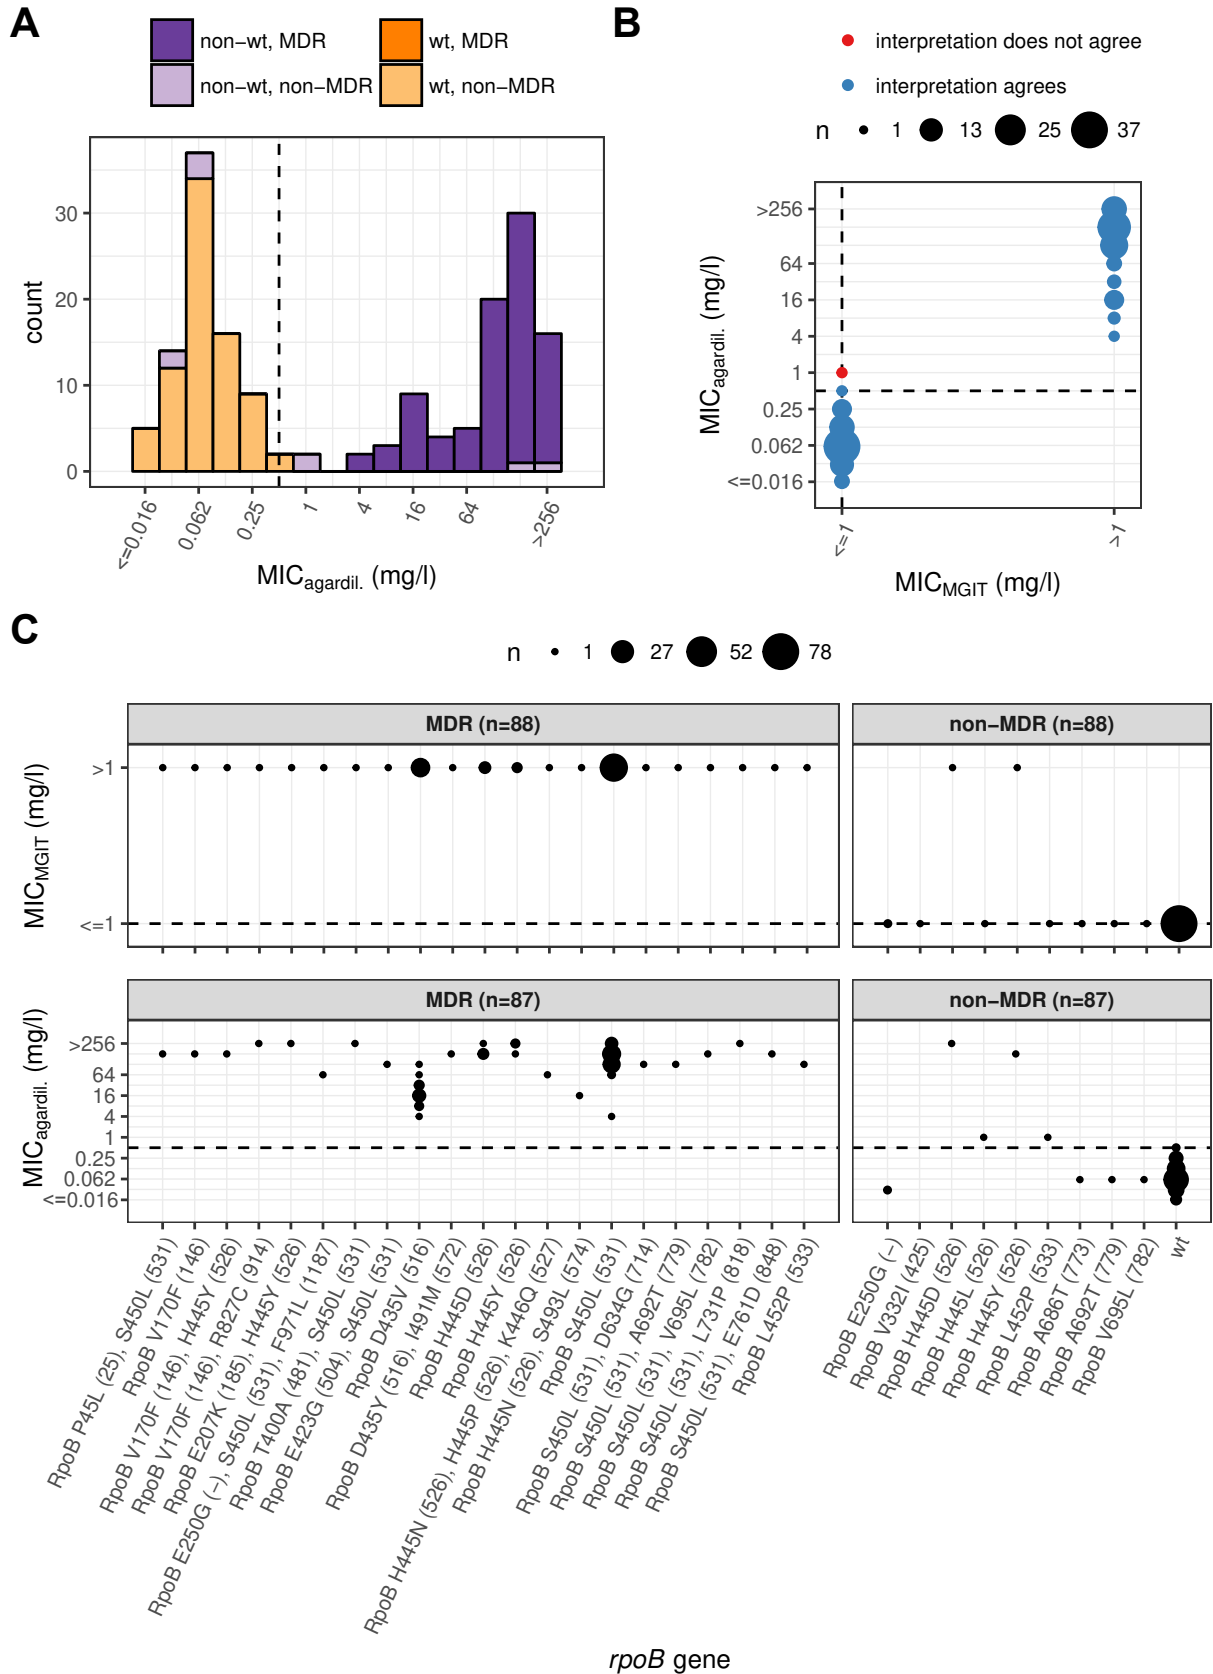 A
non−wt, MDR
wt, MDR
non−wt, non−MDR
wt, non−MDR
count
30
20
10
0
<=0.016
0.062
0.25
1
4
16
64
>256
MICagardil. (mg/l)
B
interpretation does not agree
interpretation agrees
n 1 13 25 37
MICagardil. (mg/l)
>256
64
16
4
1
0.25
0.062
<=0.016
<=1
>1
MICMGIT (mg/l)
C
n 1 27 52 78
MDR (n=88)
non−MDR (n=88)
MICMGIT (mg/l)
>1
<=1
MDR (n=87)
non−MDR (n=87)
MICagardil. (mg/l)
>256
64
16
4
1
0.25
0.062
<=0.016
RpoB P45L (25), S450L (531)
RpoB V170F (146)
RpoB V170F (146), H445Y (526)
RpoB V170F (146), R827C (914)
RpoB E207K (185), H445Y (526)
RpoB E250G (−), S450L (531), F971L (1187)
RpoB T400A (481), S450L (531)
RpoB E423G (504), S450L (531)
RpoB D435V (516)
RpoB D435Y (516), I491M (572)
RpoB H445D (526)
RpoB H445Y (526)
RpoB H445N (526), H445P (526), K446Q (527)
RpoB H445N (526), S493L (574)
RpoB S450L (531)
RpoB S450L (531), D634G (714)
RpoB S450L (531), A692T (779)
RpoB S450L (531), V695L (782)
RpoB S450L (531), L731P (818)
RpoB S450L (531), E761D (848)
RpoB L452P (533)
RpoB E250G (−)
RpoB V332I (425)
RpoB H445D (526)
RpoB H445L (526)
RpoB H445Y (526)
RpoB L452P (533)
RpoB A686T (773)
RpoB A692T (779)
RpoB V695L (782)
wt
rpoB gene